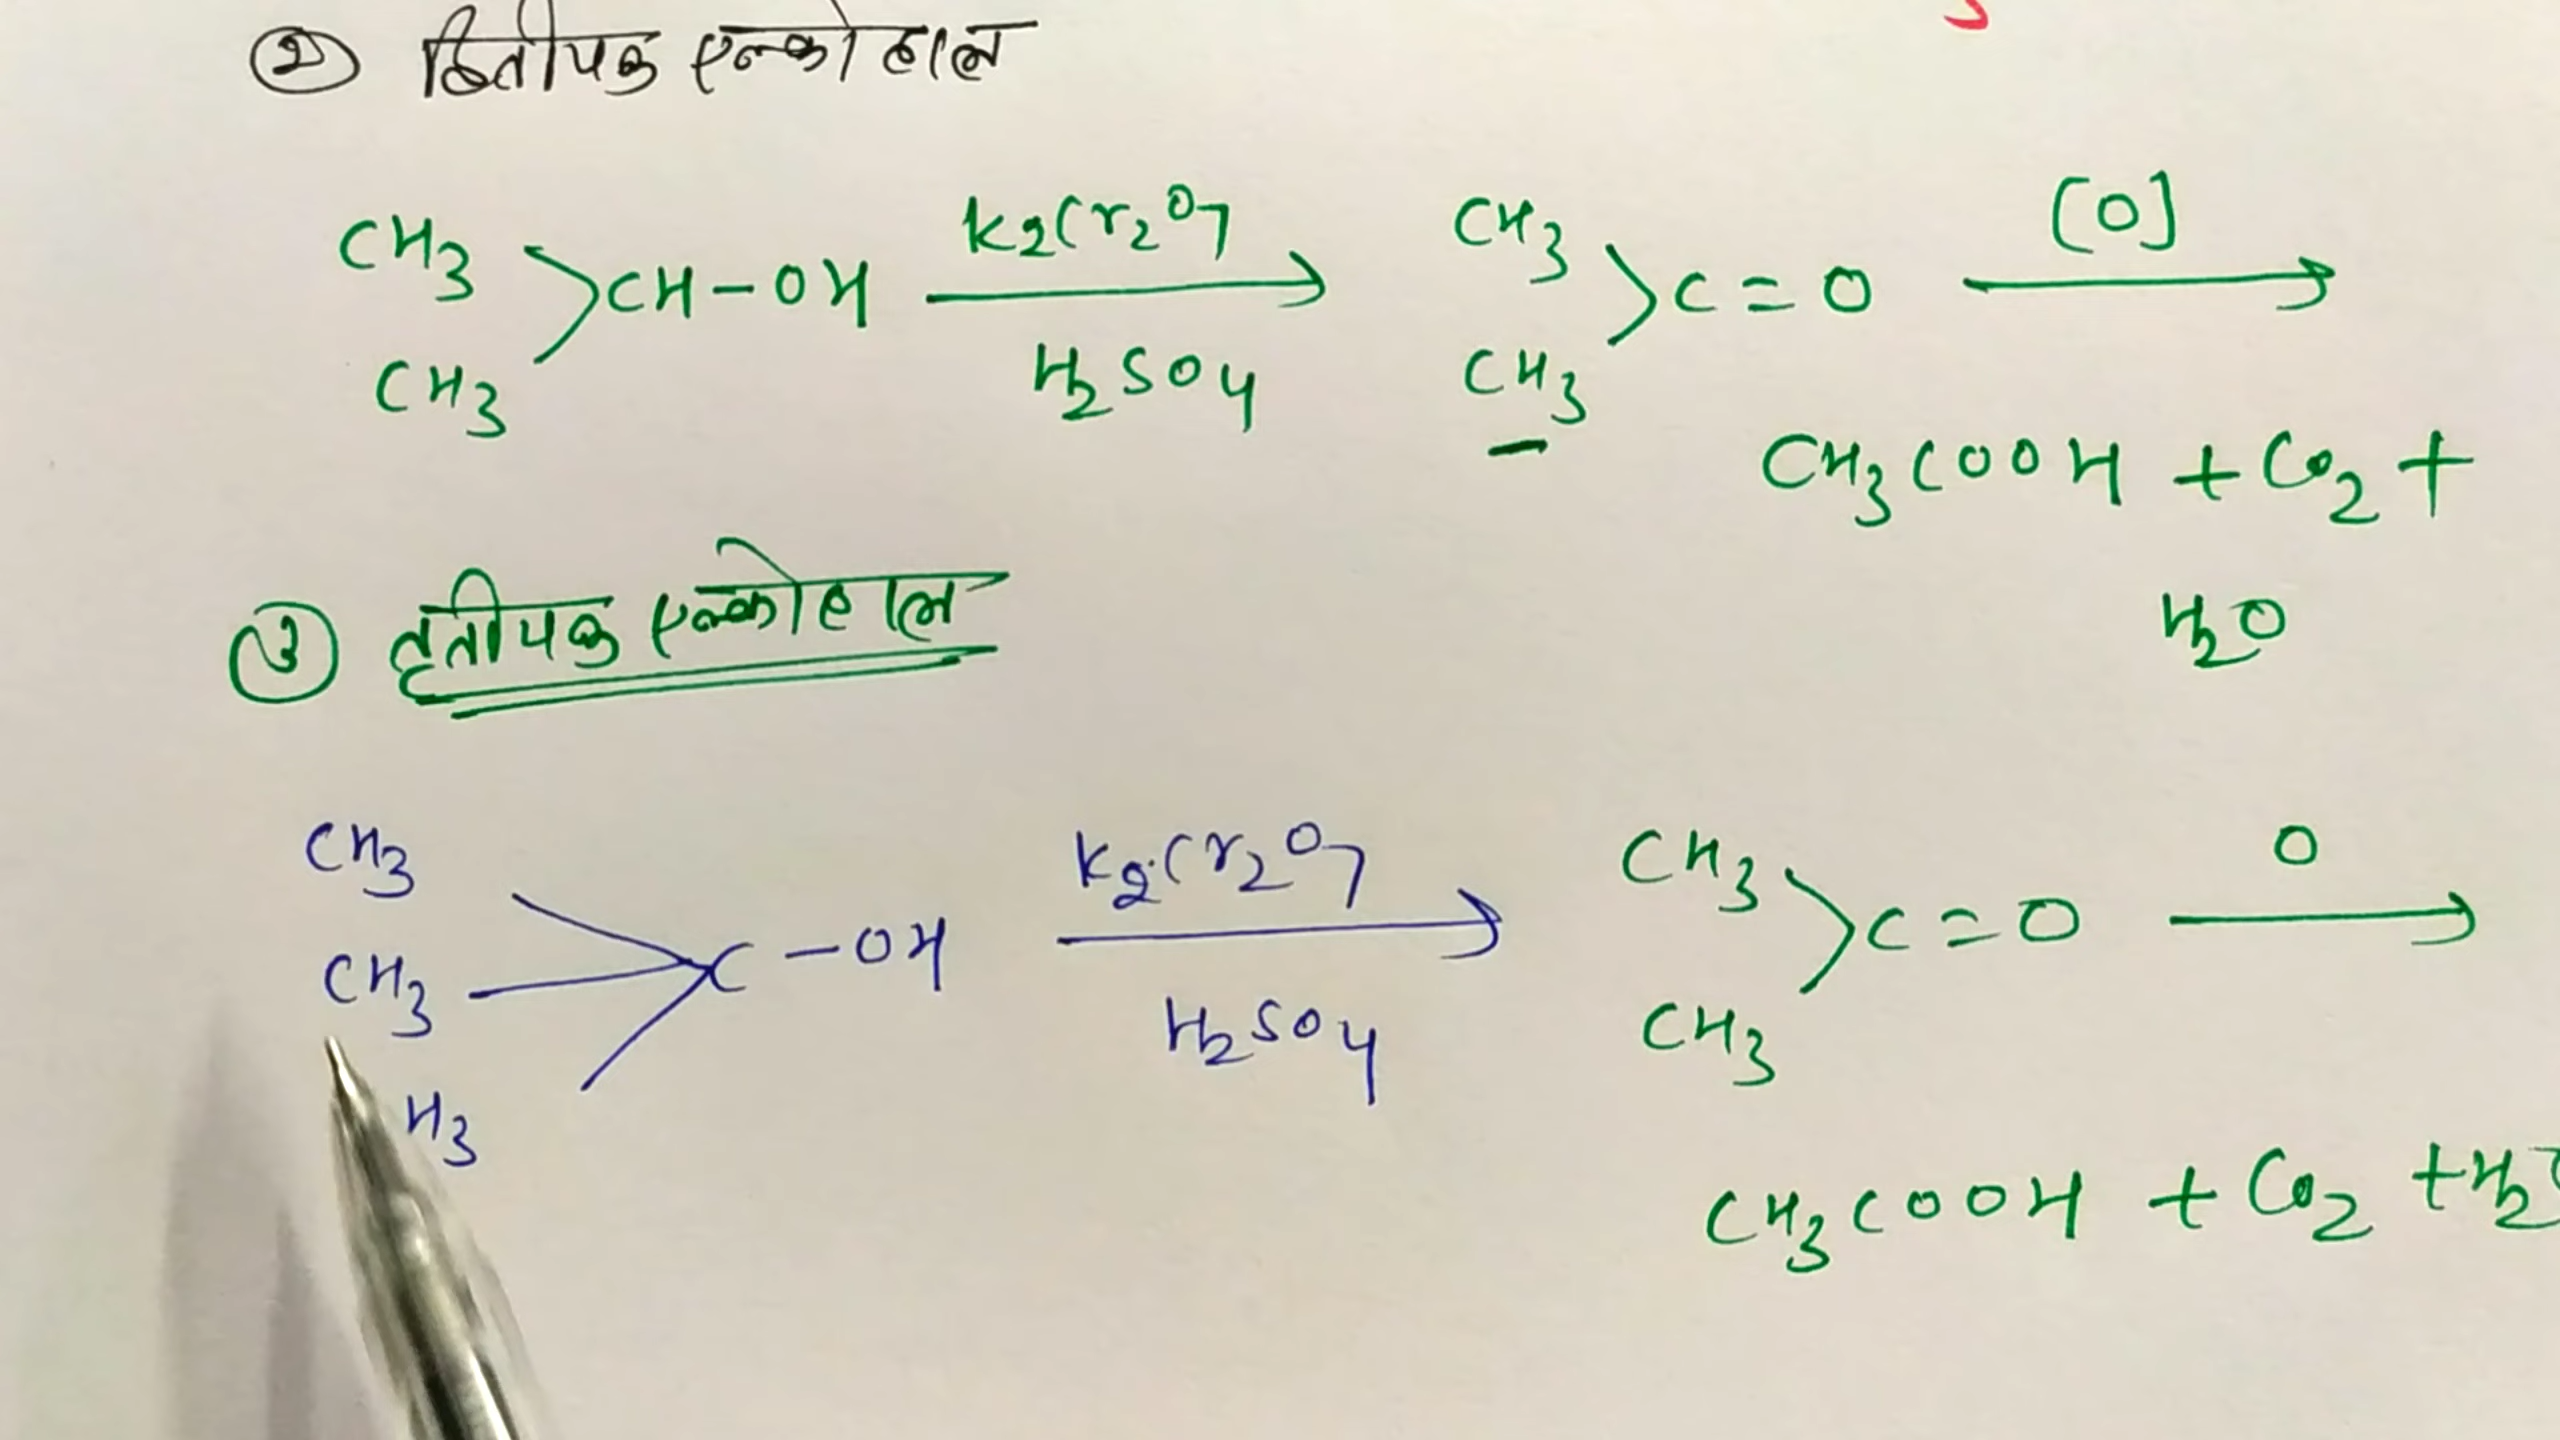 ② द्वितीयक एल्कोहाल
CH3 CH-OH K2Cr2O7 CH3 C=O [O]
CH3 H2SO4 CH3
CH3COOH + CO2 +
H2O
③ तृतीयक एल्कोहाल
CH3 K2Cr2O7 CH3 O
CH3 C-OH C=O
H3 H2SO4 CH3
CH3COOH + CO2 + H2O